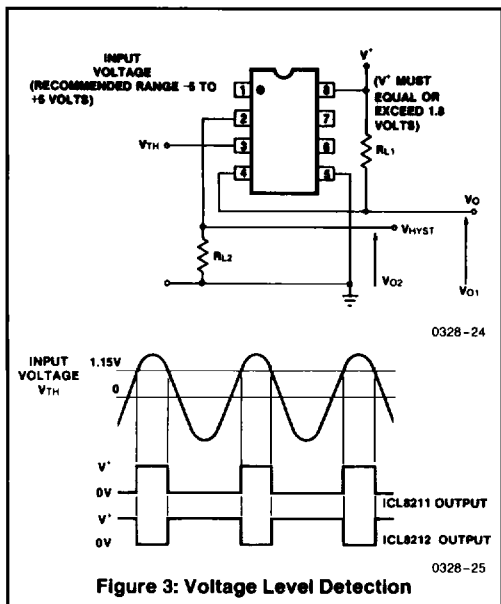 INPUT
VOLTAGE
(RECOMMENDED RANGE -5 TO
+5 VOLTS)
V+
(V+ MUST
EQUAL OR
EXCEED 1.8
VOLTS)
1
2
3
4
8
7
6
5
VTH
RL1
VO
VHYST
RL2
VO2
VO1
0328-24
INPUT
VOLTAGE
VTH
1.15V
0
V+
0V
ICL8211 OUTPUT
V+
0V
ICL8212 OUTPUT
0328-25
Figure 3: Voltage Level Detection